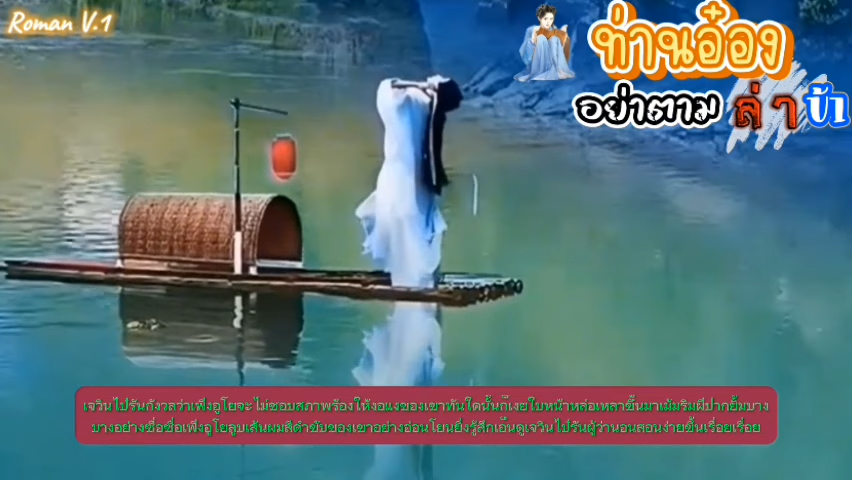 Roman V.1
ท่านอ๋อง
อย่าตาม ล่า ข้า
เจวินไป๋รันกังวลว่าเฟิงอูโยจะไม่ชอบสภาพร้องให้งอแงของเขาทันใดนั้นก็เงยใบหน้าหล่อเหลาขึ้นมาเม้มริมฝีปากยิ้มบาง
บางอย่างซื่อซื่อเฟิงอูโยลูบเส้นผมสีดำขับของเขาอย่างอ่อนโยนยิ่งรู้สึกเอ็นดูเจวินไป๋รันผู้ว่านอนสอนง่ายขึ้นเรื่อยเรื่อย